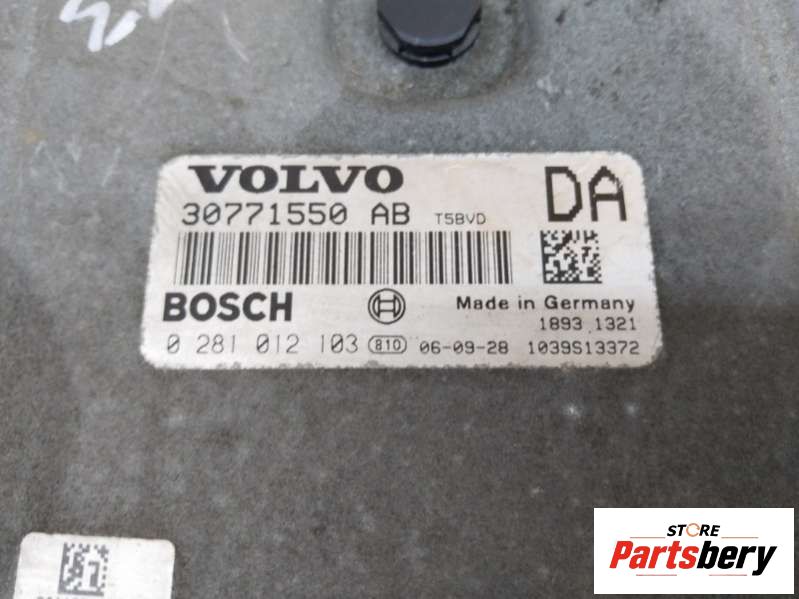 VOLVO
DA
30771550 AB T5BVD
BOSCH
Made in Germany
1893 1321
0 281 012 103 810 06-09-28 1039S13372
STORE
Partsbery